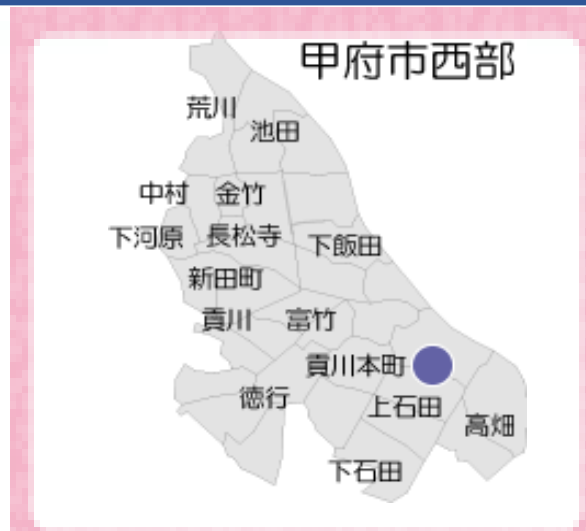 甲府市西部
荒川
池田
中村
金竹
下河原
長松寺
下飯田
新田町
貢川
富竹
貢川本町
徳行
上石田
高畑
下石田